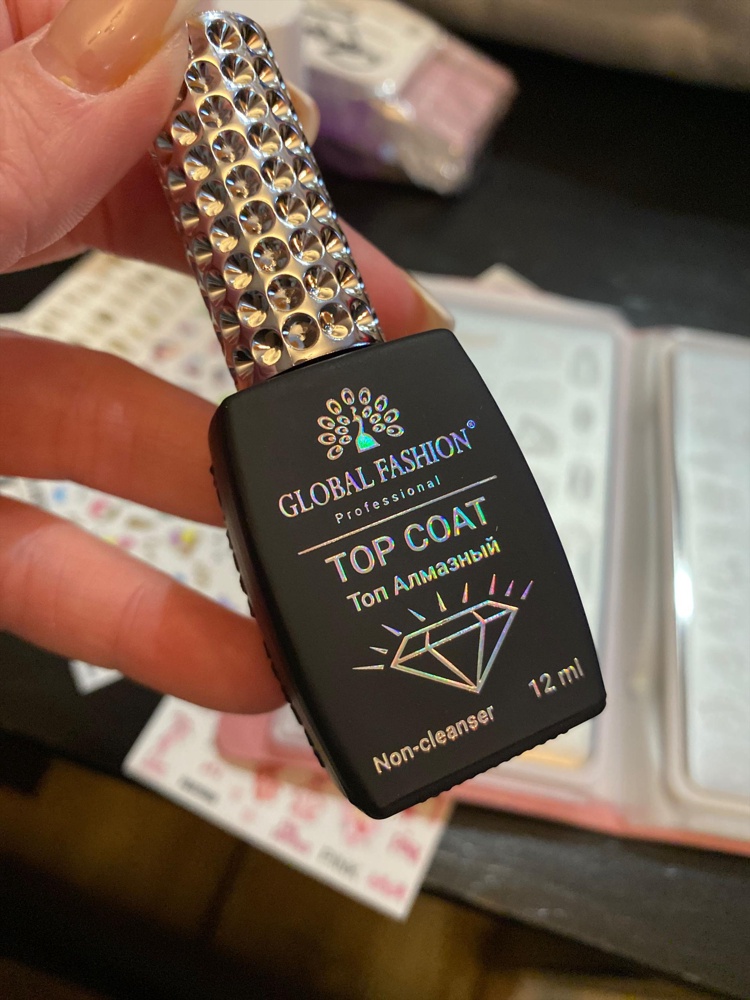 GLOBAL FASHION®
Professional
TOP COAT
Топ Алмазный
12 ml
Non-cleanser